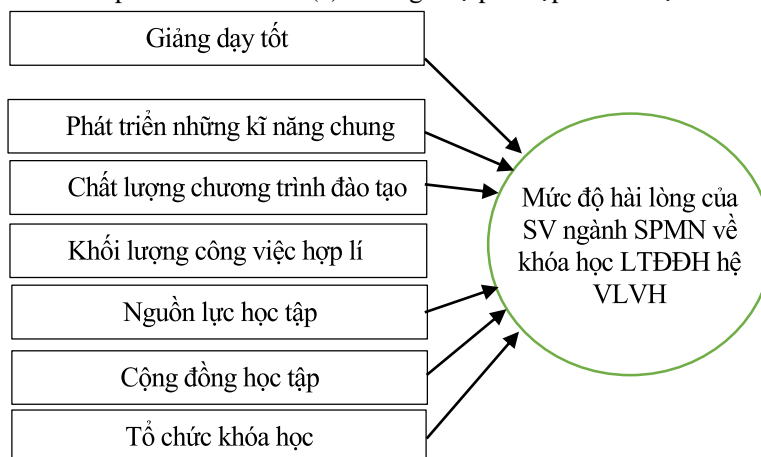 Giảng dạy tốt
Phát triển những kĩ năng chung
Chất lượng chương trình đào tạo
Khối lượng công việc hợp lí
Nguồn lực học tập
Cộng đồng học tập
Tổ chức khóa học
Mức độ hài lòng của
SV ngành SPMN về
khóa học LTĐĐH hệ
VLVH